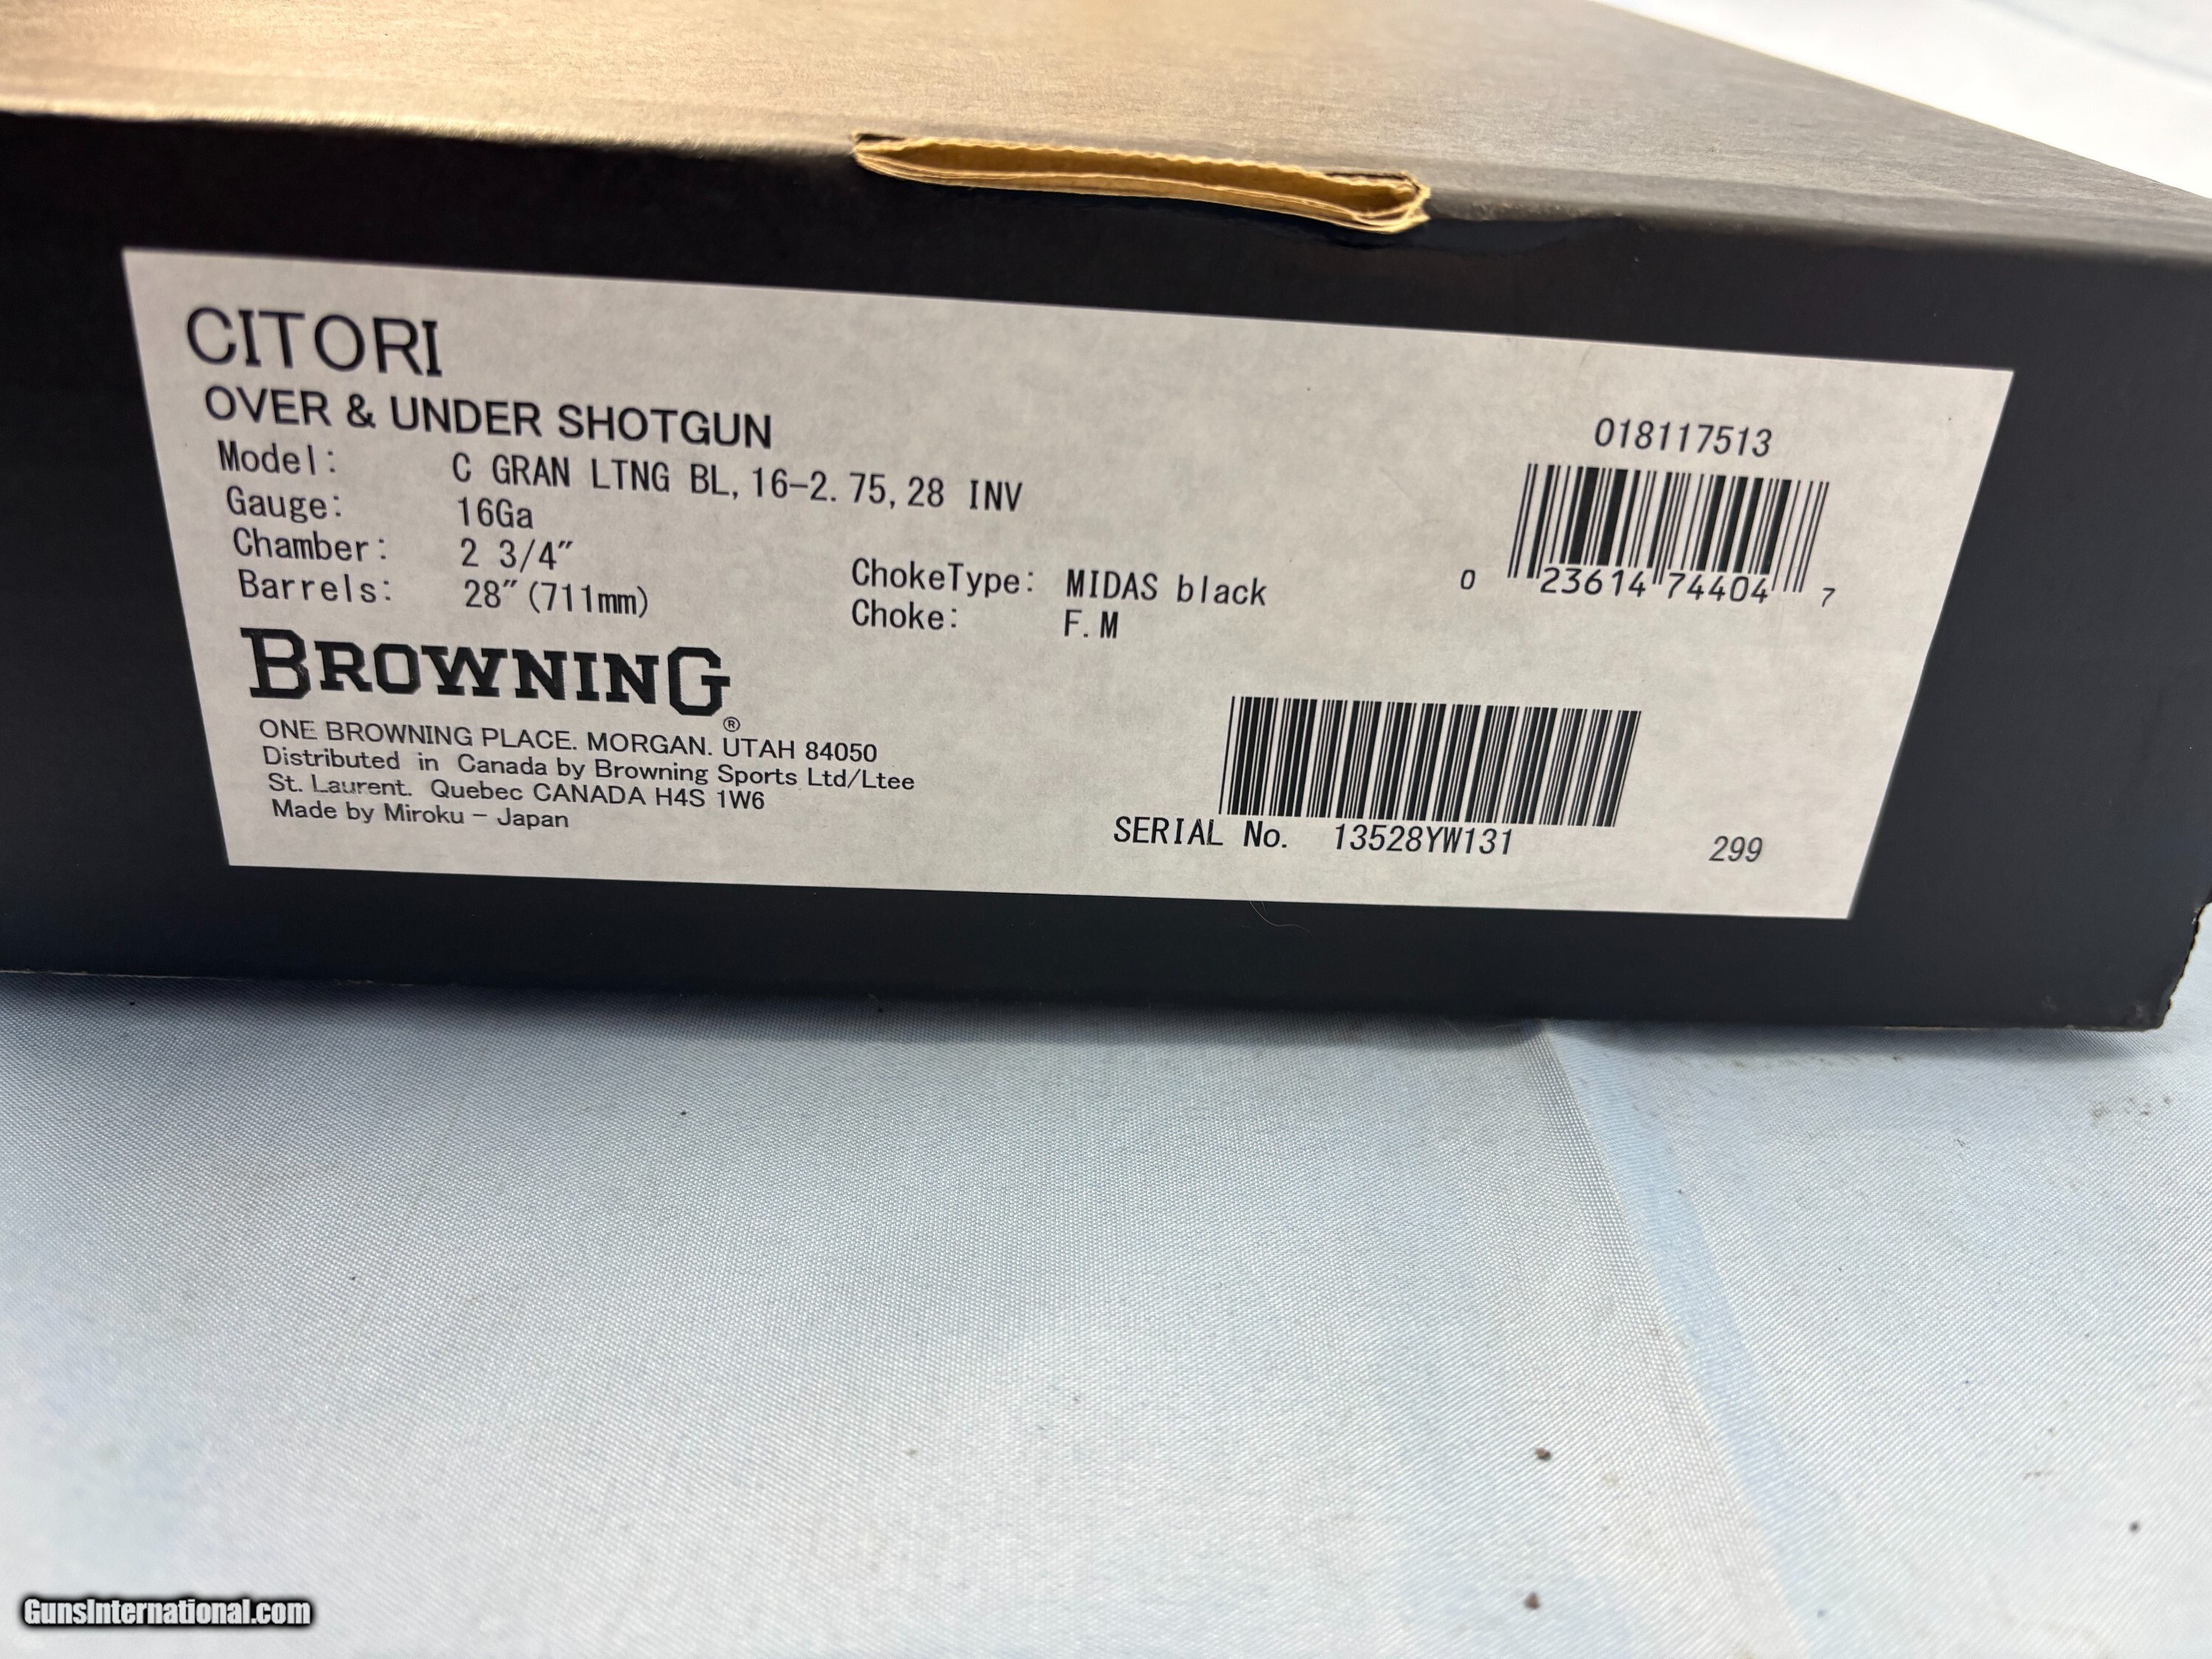 CITORI
OVER & UNDER SHOTGUN
Model: C GRAN LTNG BL, 16-2.75, 28 INV
Gauge: 16Ga
Chamber: 2 3/4"
Barrels: 28"(711mm)
ChokeType: MIDAS black
Choke: F.M
018117513
0 23614 74404 7
BROWNING®
ONE BROWNING PLACE. MORGAN. UTAH 84050
Distributed in Canada by Browning Sports Ltd/Ltee
St. Laurent. Quebec CANADA H4S 1W6
Made by Miroku - Japan
SERIAL No. 13528YW131
299
GunsInternational.com